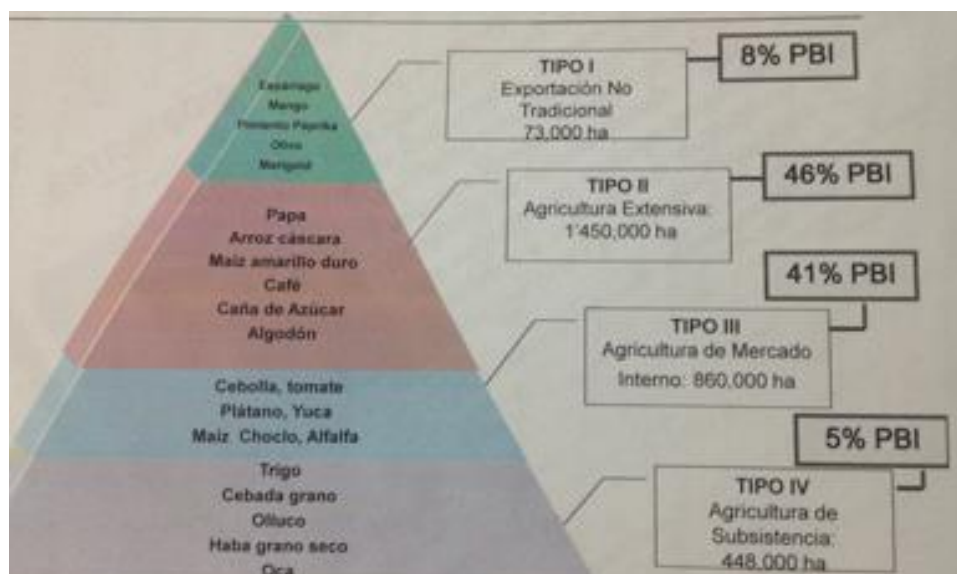 Espárrago
Mango
Pimiento Paprika
Olivo
Marigold
Papa
Arroz cáscara
Maíz amarillo duro
Café
Caña de Azúcar
Algodón
Cebolla, tomate
Plátano, Yuca
Maíz Choclo, Alfalfa
Trigo
Cebada grano
Olluco
Haba grano seco
Oca
TIPO I
Exportación No
Tradicional
73,000 ha
8% PBI
TIPO II
Agricultura Extensiva:
1'450,000 ha
46% PBI
TIPO III
Agricultura de Mercado
Interno: 860,000 ha
41% PBI
TIPO IV
Agricultura de
Subsistencia:
448,000 ha
5% PBI